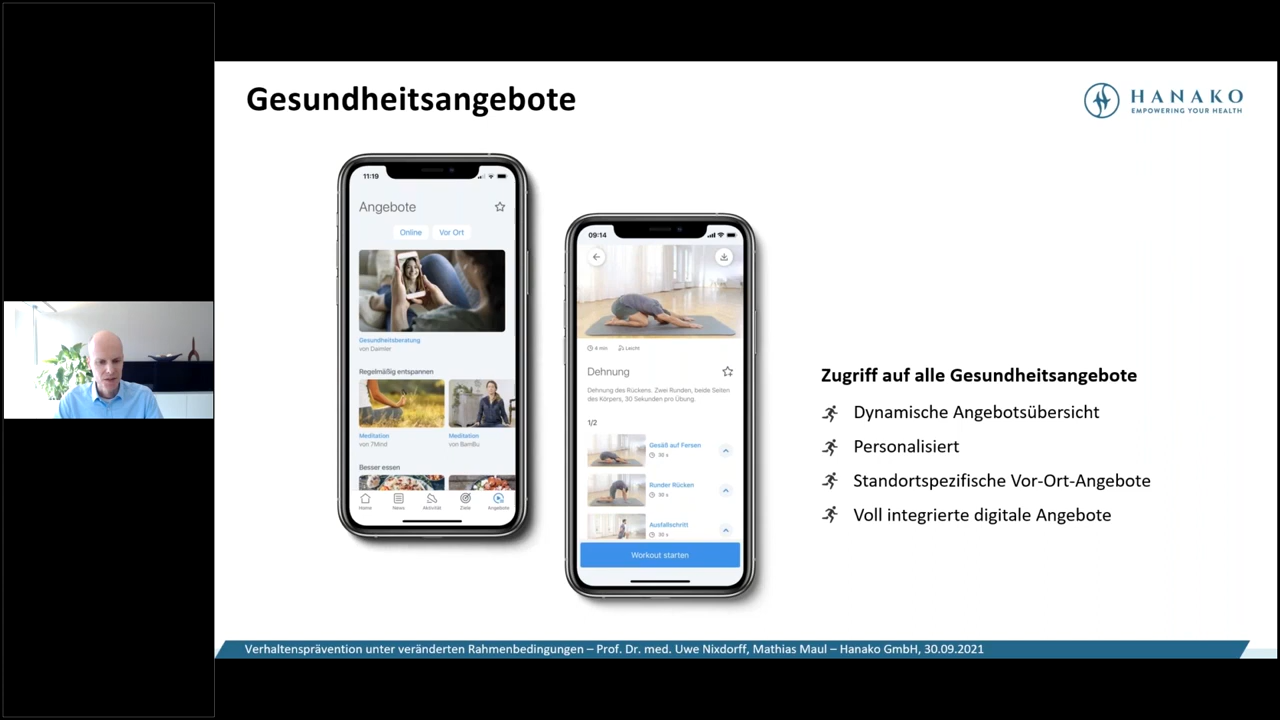 Gesundheitsangebote
HANAKO
EMPOWERING YOUR HEALTH
11:19
Angebote
Online
Vor Ort
Gesundheitsberatung
von Daimler
Regelmäßig entspannen
Meditation
von 7Mind
Meditation
von BamBu
Besser essen
Home
News
Aktivität
Ziele
Angebote
09:14
4 min
Leicht
Dehnung
Dehnung des Rückens. Zwei Runden, beide Seiten
des Körpers, 30 Sekunden pro Übung.
1/2
Gesäß auf Fersen
30 s
Runder Rücken
30 s
Ausfallschritt
30 s
Workout starten
Zugriff auf alle Gesundheitsangebote
Dynamische Angebotsübersicht
Personalisiert
Standortspezifische Vor-Ort-Angebote
Voll integrierte digitale Angebote
Verhaltensprävention unter veränderten Rahmenbedingungen – Prof. Dr. med. Uwe Nixdorff, Mathias Maul – Hanako GmbH, 30.09.2021